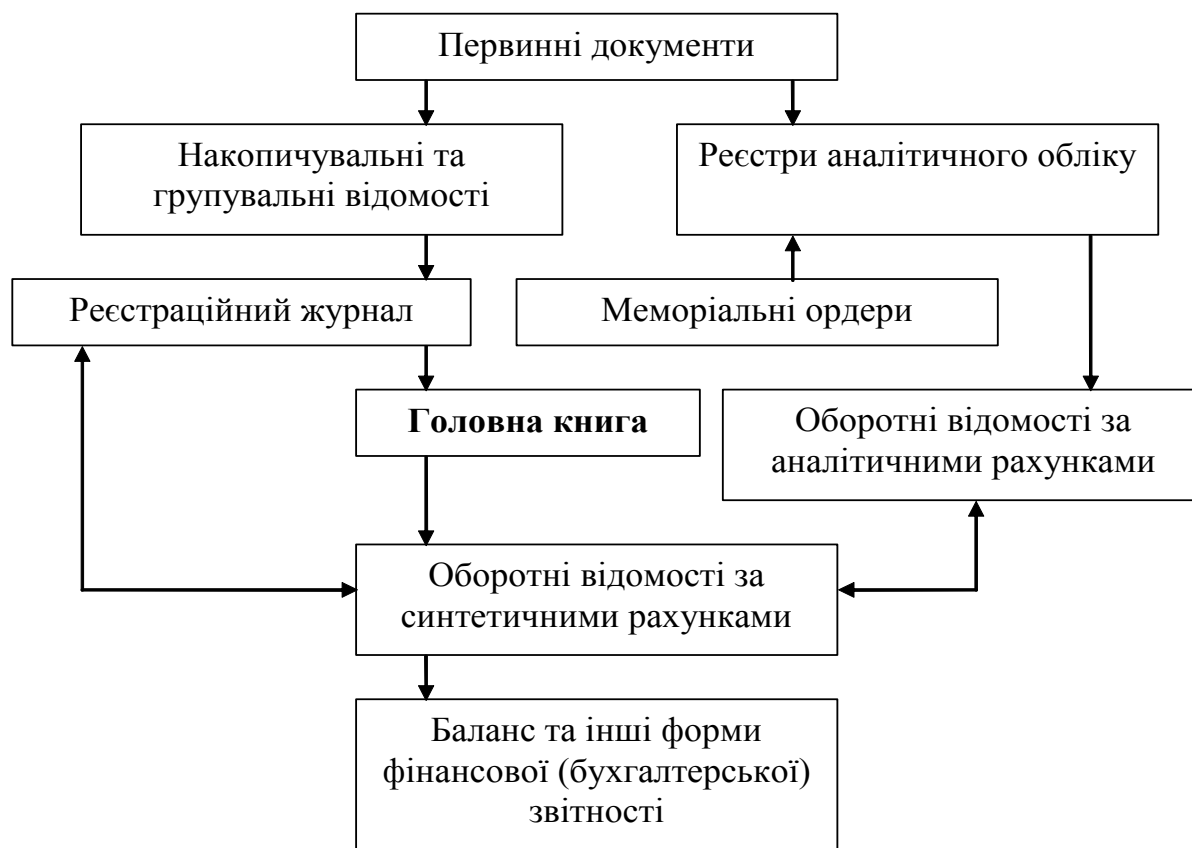 Первинні документи
Накопичувальні та
групувальні відомості
Реєстри аналітичного обліку
Реєстраційний журнал
Меморіальні ордери
Головна книга
Оборотні відомості за
аналітичними рахунками
Оборотні відомості за
синтетичними рахунками
Баланс та інші форми
фінансової (бухгалтерської)
звітності